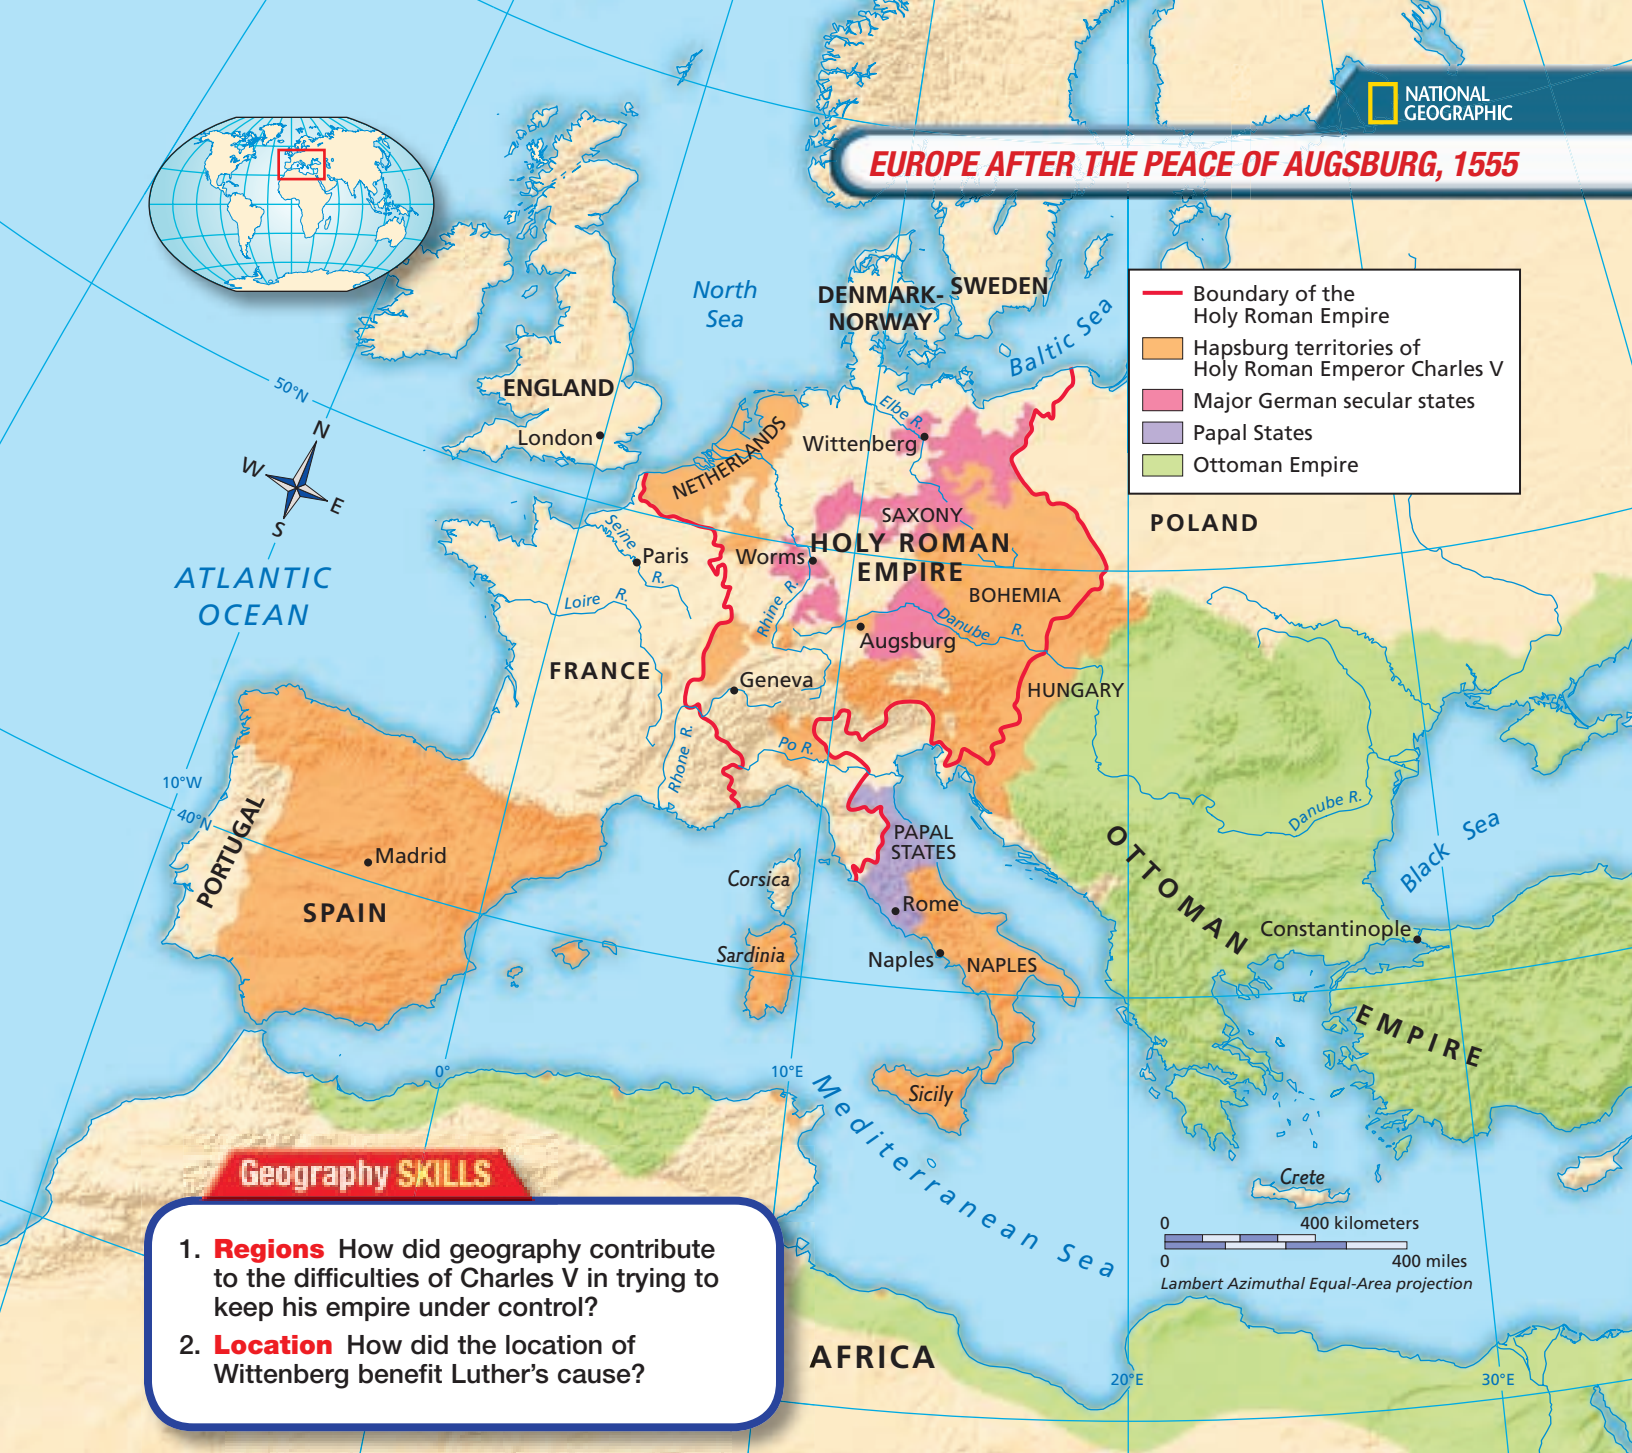 NATIONAL
GEOGRAPHIC
EUROPE AFTER THE PEACE OF AUGSBURG, 1555
Boundary of the
Holy Roman Empire
Hapsburg territories of
Holy Roman Emperor Charles V
Major German secular states
Papal States
Ottoman Empire
North
Sea
DENMARK-
NORWAY
SWEDEN
Baltic Sea
50°N
ENGLAND
London
N
W
E
S
Elbe R.
Wittenberg
NETHERLANDS
SAXONY
POLAND
Seine
R.
Paris
Worms
HOLY ROMAN
EMPIRE
ATLANTIC
OCEAN
Loire R.
Rhine R.
BOHEMIA
Danube R.
Augsburg
FRANCE
Geneva
HUNGARY
Rhone R.
Po R.
10°W
40°N
PORTUGAL
Madrid
SPAIN
Danube R.
Black Sea
PAPAL
STATES
Corsica
Rome
Sardinia
Naples
NAPLES
OTTOMAN
EMPIRE
Constantinople
0°
10°E
Sicily
Mediterranean Sea
Crete
0
400 kilometers
0
400 miles
Lambert Azimuthal Equal-Area projection
AFRICA
20°E
30°E
Geography SKILLS
1. Regions How did geography contribute
to the difficulties of Charles V in trying to
keep his empire under control?
2. Location How did the location of
Wittenberg benefit Luther's cause?